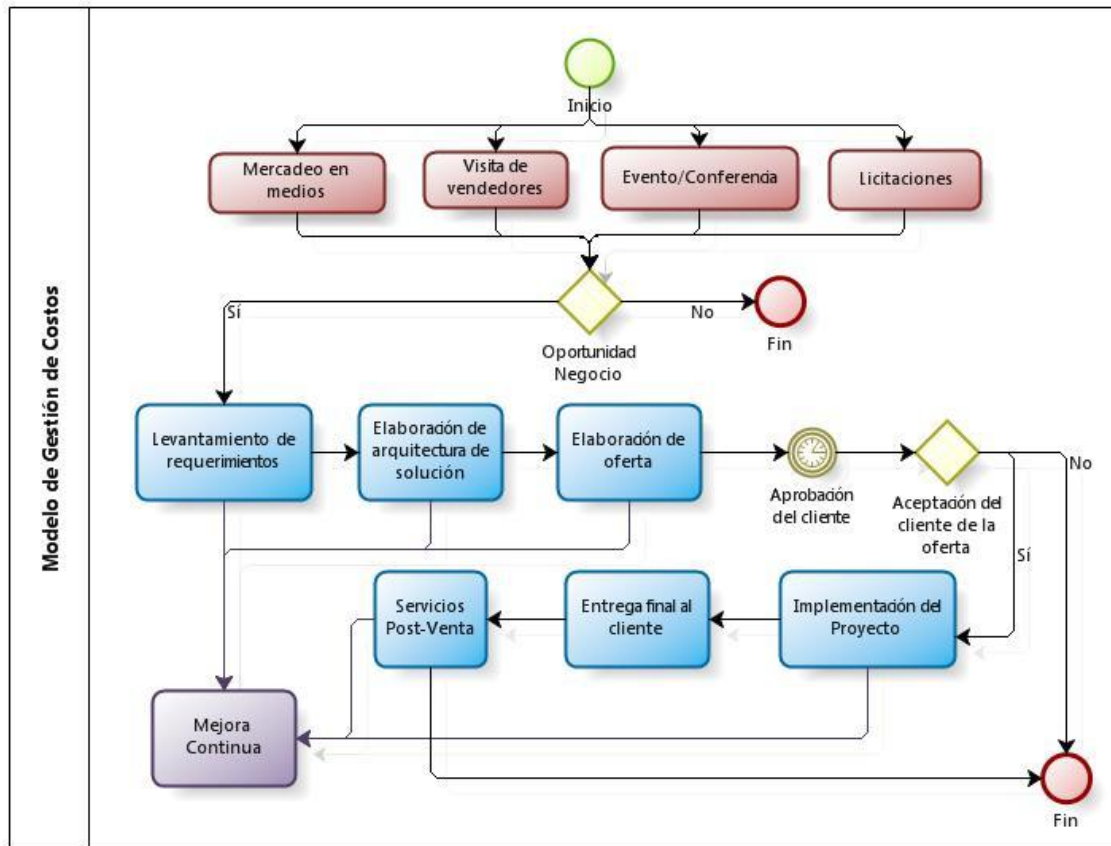 Modelo de Gestión de Costos
Inicio
Mercadeo en
medios
Visita de
vendedores
Evento/Conferencia
Licitaciones
Sí
No
Fin
Oportunidad
Negocio
Levantamiento de
requerimientos
Elaboración de
arquitectura de
solución
Elaboración de
oferta
Aprobación
del cliente
Aceptación del
cliente de la
oferta
No
Sí
Servicios
Post-Venta
Entrega final al
cliente
Implementación del
Proyecto
Mejora
Continua
Fin